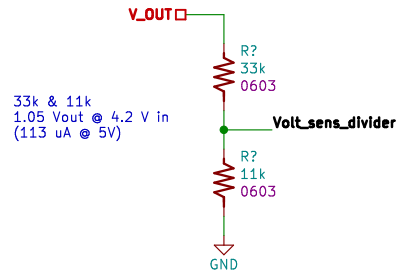 V_OUT
R?
33k
0603
33k & 11k
1.05 Vout @ 4.2 V in
(113 uA @ 5V)
Volt_sens_divider
R?
11k
0603
GND